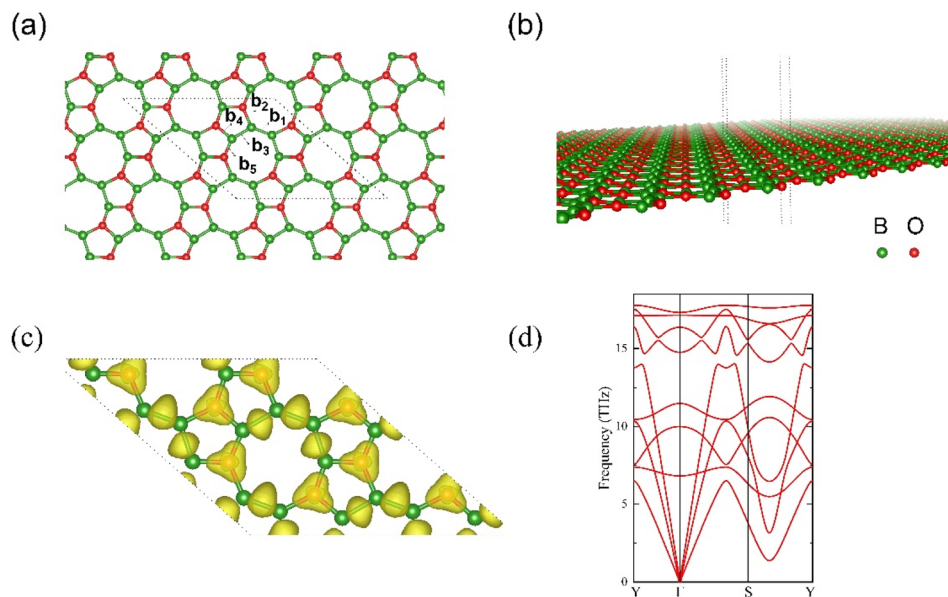 (a)
(b)
b₂
b₄
b₁
b₃
b₅
B O
(c)
(d)
Frequency (THz)
15
10
5
0
Y Γ S Y